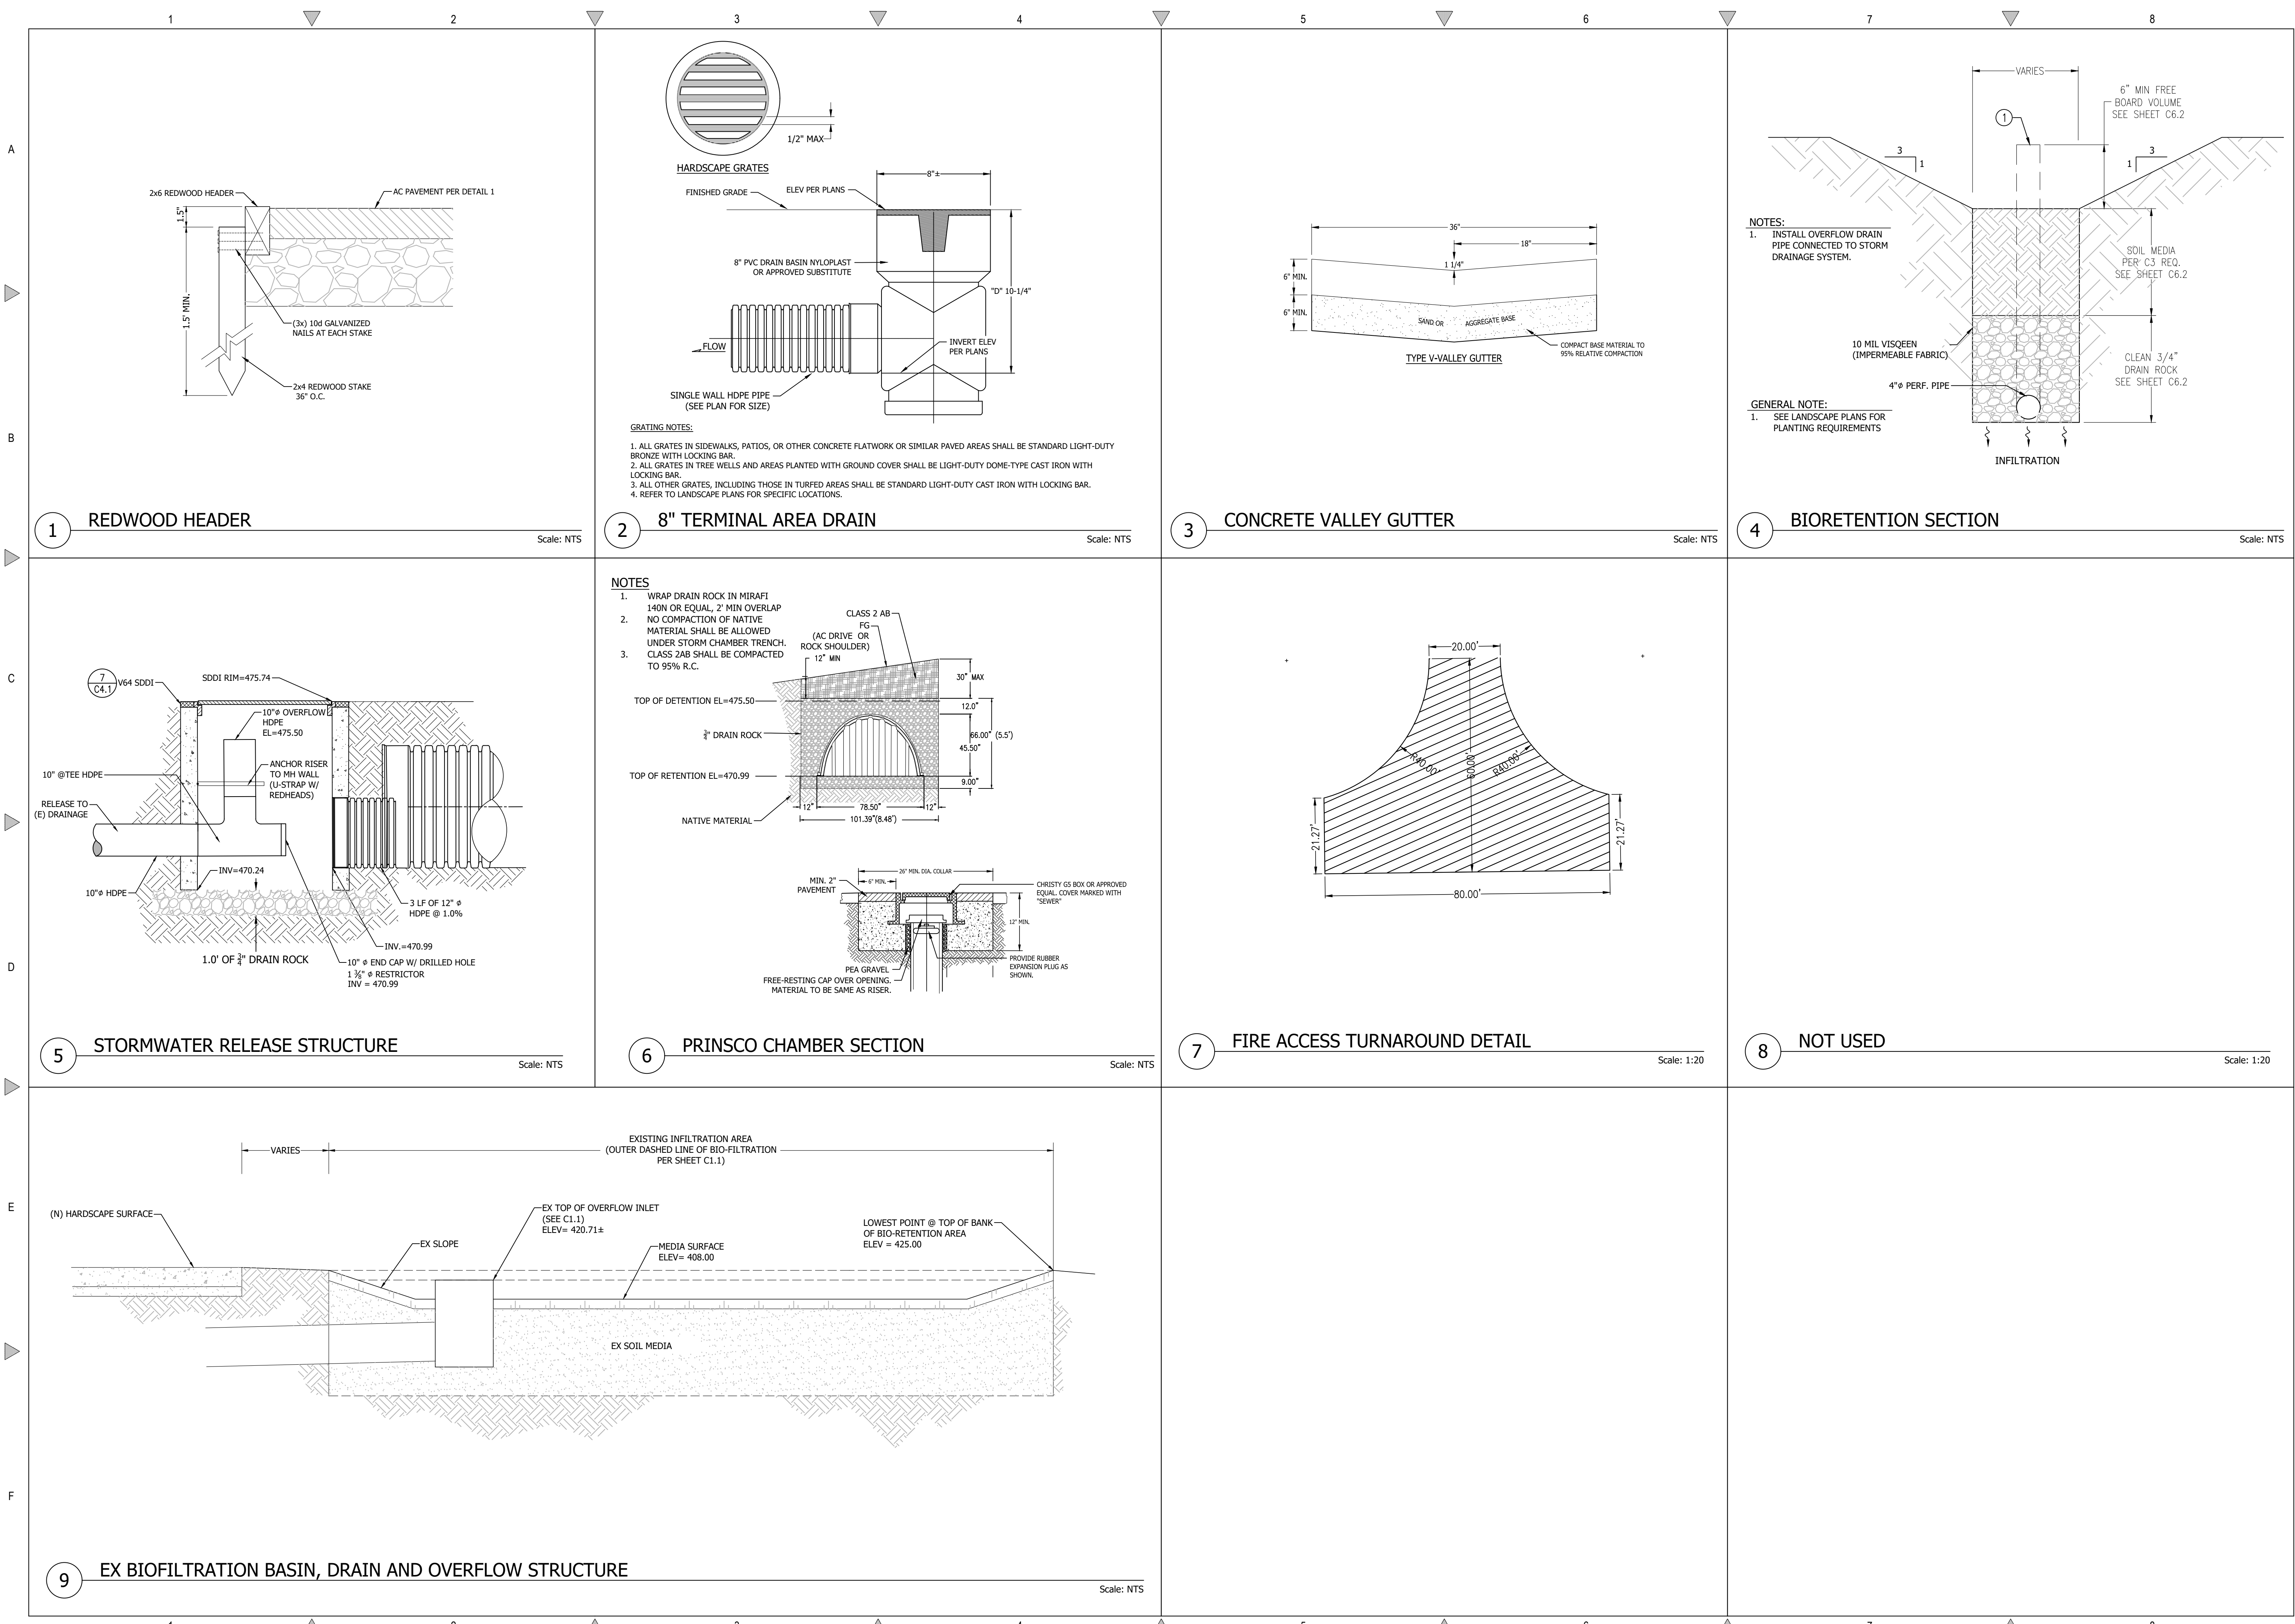 1 2 3 4 5 6 7 8
A
B
C
D
E
F
2x6 REDWOOD HEADER
AC PAVEMENT PER DETAIL 1
1.5"
1.5' MIN.
(3x) 10d GALVANIZED
NAILS AT EACH STAKE
2x4 REDWOOD STAKE
36" O.C.
1 REDWOOD HEADER
Scale: NTS
1/2" MAX
HARDSCAPE GRATES
FINISHED GRADE
ELEV PER PLANS
8"±
8" PVC DRAIN BASIN NYLOPLAST
OR APPROVED SUBSTITUTE
"D" 10-1/4"
FLOW
INVERT ELEV
PER PLANS
SINGLE WALL HDPE PIPE
(SEE PLAN FOR SIZE)
GRATING NOTES:
1. ALL GRATES IN SIDEWALKS, PATIOS, OR OTHER CONCRETE FLATWORK OR SIMILAR PAVED AREAS SHALL BE STANDARD LIGHT-DUTY
BRONZE WITH LOCKING BAR.
2. ALL GRATES IN TREE WELLS AND AREAS PLANTED WITH GROUND COVER SHALL BE LIGHT-DUTY DOME-TYPE CAST IRON WITH
LOCKING BAR.
3. ALL OTHER GRATES, INCLUDING THOSE IN TURFED AREAS SHALL BE STANDARD LIGHT-DUTY CAST IRON WITH LOCKING BAR.
4. REFER TO LANDSCAPE PLANS FOR SPECIFIC LOCATIONS.
2 8" TERMINAL AREA DRAIN
Scale: NTS
36"
18"
1 1/4"
6" MIN.
6" MIN.
SAND OR AGGREGATE BASE
COMPACT BASE MATERIAL TO
95% RELATIVE COMPACTION
TYPE V-VALLEY GUTTER
3 CONCRETE VALLEY GUTTER
Scale: NTS
VARIES
6" MIN FREE
BOARD VOLUME
SEE SHEET C6.2
1
3
1
3
1
NOTES:
1. INSTALL OVERFLOW DRAIN
PIPE CONNECTED TO STORM
DRAINAGE SYSTEM.
SOIL MEDIA
PER C3 REQ.
SEE SHEET C6.2
10 MIL VISQEEN
(IMPERMEABLE FABRIC)
CLEAN 3/4"
DRAIN ROCK
SEE SHEET C6.2
4"ø PERF. PIPE
GENERAL NOTE:
1. SEE LANDSCAPE PLANS FOR
PLANTING REQUIREMENTS
INFILTRATION
4 BIORETENTION SECTION
Scale: NTS
7
C4.1
V64 SDDI
SDDI RIM=475.74
10"ø OVERFLOW
HDPE
EL=475.50
10" @TEE HDPE
ANCHOR RISER
TO MH WALL
(U-STRAP W/
REDHEADS)
RELEASE TO
(E) DRAINAGE
INV=470.24
10"ø HDPE
3 LF OF 12" ø
HDPE @ 1.0%
INV.=470.99
1.0' OF 3/4" DRAIN ROCK
10" ø END CAP W/ DRILLED HOLE
1 ⅜" ø RESTRICTOR
INV = 470.99
5 STORMWATER RELEASE STRUCTURE
Scale: NTS
NOTES
1. WRAP DRAIN ROCK IN MIRAFI
140N OR EQUAL, 2' MIN OVERLAP
2. NO COMPACTION OF NATIVE
MATERIAL SHALL BE ALLOWED
UNDER STORM CHAMBER TRENCH.
3. CLASS 2AB SHALL BE COMPACTED
TO 95% R.C.
CLASS 2 AB
FG
(AC DRIVE OR
ROCK SHOULDER)
12" MIN
30" MAX
TOP OF DETENTION EL=475.50
12.0"
3/4" DRAIN ROCK
66.00" (5.5')
45.50"
TOP OF RETENTION EL=470.99
9.00"
12" 78.50" 12"
101.39"(8.48')
NATIVE MATERIAL
26" MIN. DIA. COLLAR
MIN. 2"
PAVEMENT
6" MIN.
CHRISTY G5 BOX OR APPROVED
EQUAL. COVER MARKED WITH
"SEWER"
12" MIN.
PEA GRAVEL
FREE-RESTING CAP OVER OPENING.
MATERIAL TO BE SAME AS RISER.
PROVIDE RUBBER
EXPANSION PLUG AS
SHOWN.
6 PRINSCO CHAMBER SECTION
Scale: NTS
20.00'
R40.00'
60.00'
R40.00'
21.27'
21.27'
80.00'
7 FIRE ACCESS TURNAROUND DETAIL
Scale: 1:20
8 NOT USED
Scale: 1:20
VARIES
EXISTING INFILTRATION AREA
(OUTER DASHED LINE OF BIO-FILTRATION
PER SHEET C1.1)
(N) HARDSCAPE SURFACE
EX SLOPE
EX TOP OF OVERFLOW INLET
(SEE C1.1)
ELEV= 420.71±
MEDIA SURFACE
ELEV= 408.00
LOWEST POINT @ TOP OF BANK
OF BIO-RETENTION AREA
ELEV = 425.00
EX SOIL MEDIA
9 EX BIOFILTRATION BASIN, DRAIN AND OVERFLOW STRUCTURE
Scale: NTS